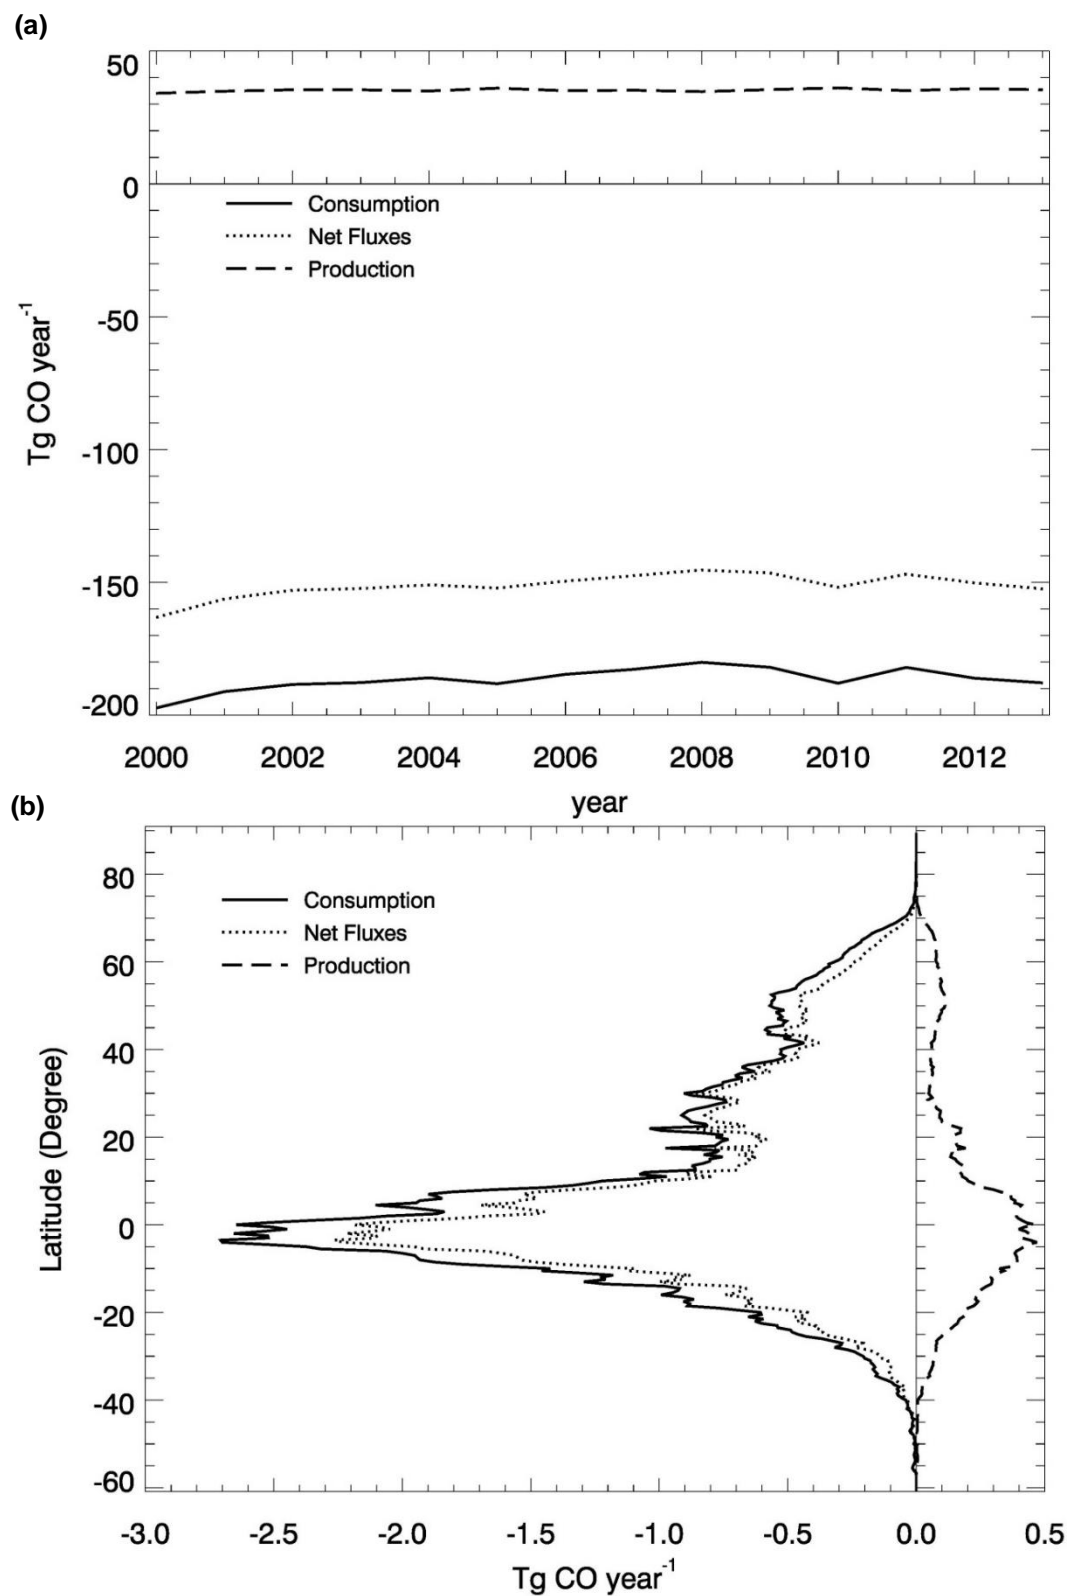 (a)
50
0
-50
-100
-150
-200
Tg CO year-1
Consumption
Net Fluxes
Production
2000 2002 2004 2006 2008 2010 2012
year
(b)
80
60
40
20
0
-20
-40
-60
Latitude (Degree)
Consumption
Net Fluxes
Production
-3.0 -2.5 -2.0 -1.5 -1.0 -0.5 0.0 0.5
Tg CO year-1